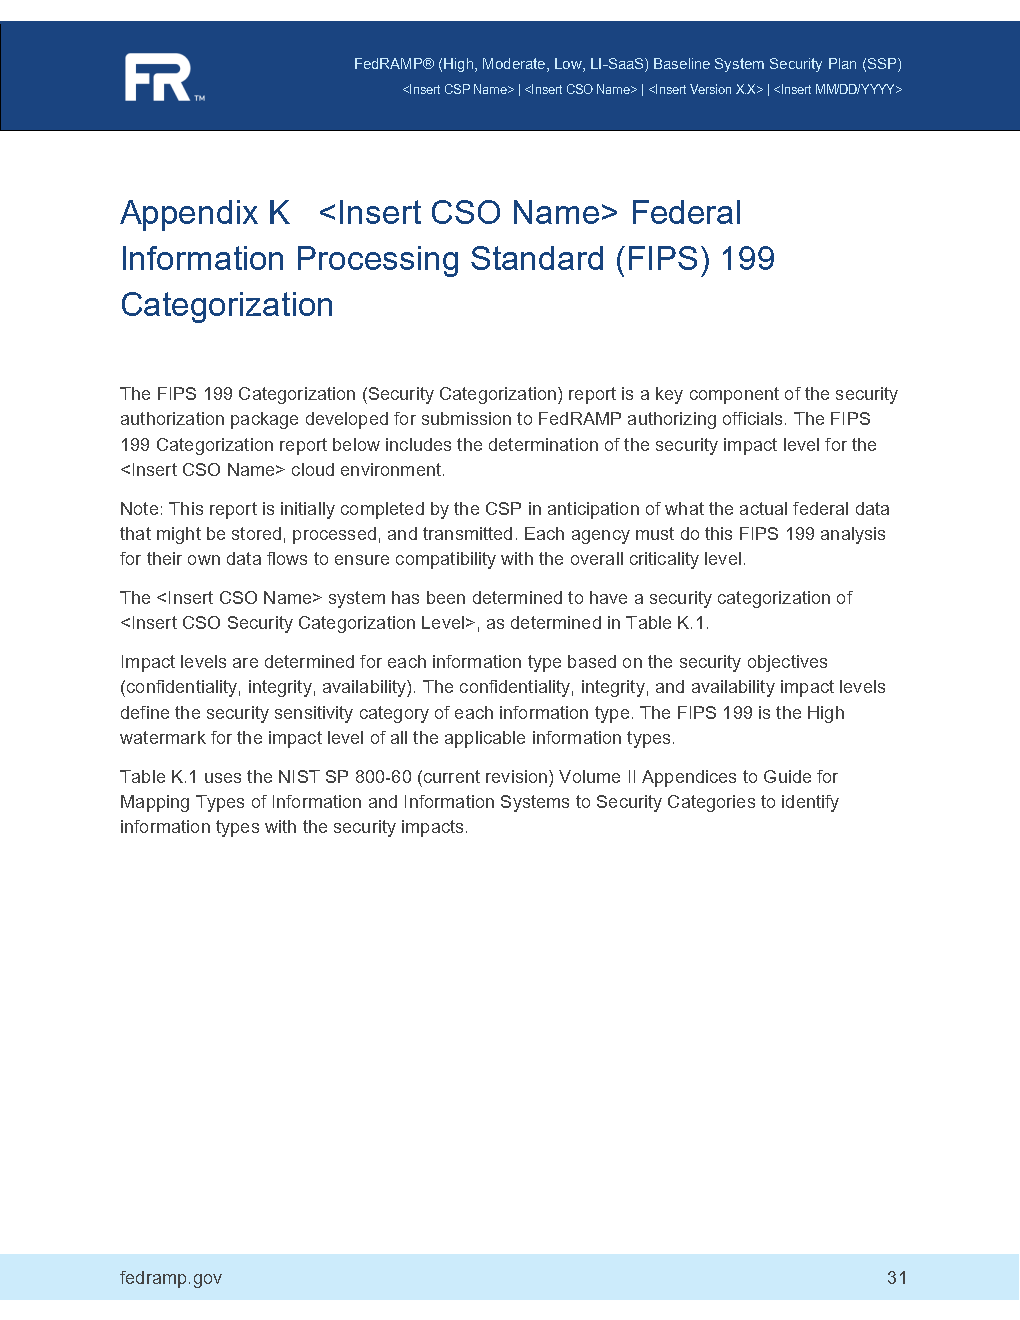 FR™
FedRAMP® (High, Moderate, Low, LI-SaaS) Baseline System Security Plan (SSP)
<Insert CSP Name> | <Insert CSO Name> | <Insert Version X.X> | <Insert MM/DD/YYYY>
Appendix K <Insert CSO Name> Federal
Information Processing Standard (FIPS) 199
Categorization
The FIPS 199 Categorization (Security Categorization) report is a key component of the security
authorization package developed for submission to FedRAMP authorizing officials. The FIPS
199 Categorization report below includes the determination of the security impact level for the
<Insert CSO Name> cloud environment.
Note: This report is initially completed by the CSP in anticipation of what the actual federal data
that might be stored, processed, and transmitted. Each agency must do this FIPS 199 analysis
for their own data flows to ensure compatibility with the overall criticality level.
The <Insert CSO Name> system has been determined to have a security categorization of
<Insert CSO Security Categorization Level>, as determined in Table K.1.
Impact levels are determined for each information type based on the security objectives
(confidentiality, integrity, availability). The confidentiality, integrity, and availability impact levels
define the security sensitivity category of each information type. The FIPS 199 is the High
watermark for the impact level of all the applicable information types.
Table K.1 uses the NIST SP 800-60 (current revision) Volume II Appendices to Guide for
Mapping Types of Information and Information Systems to Security Categories to identify
information types with the security impacts.
fedramp.gov 31